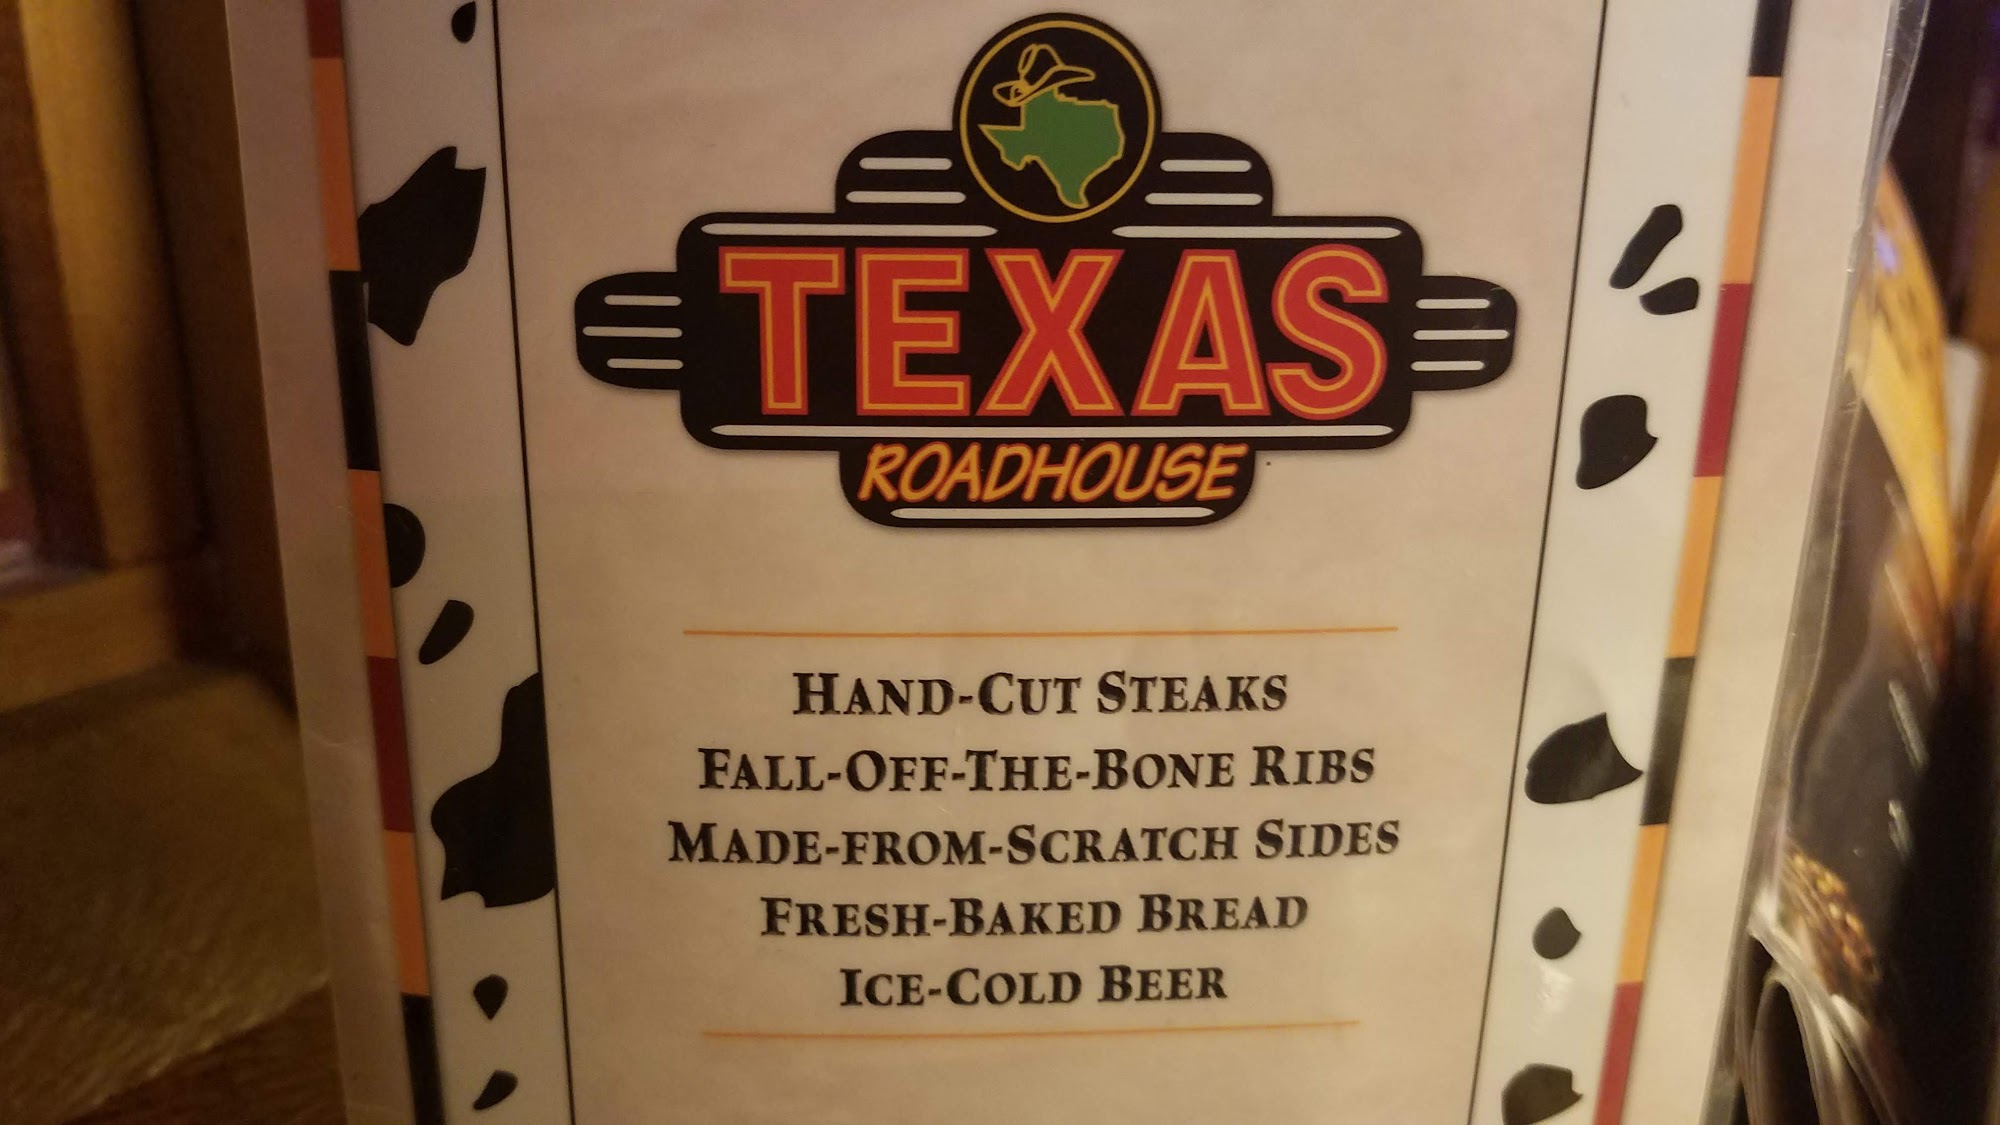 TEXAS
ROADHOUSE
HAND-CUT STEAKS
FALL-OFF-THE-BONE RIBS
MADE-FROM-SCRATCH SIDES
FRESH-BAKED BREAD
ICE-COLD BEER